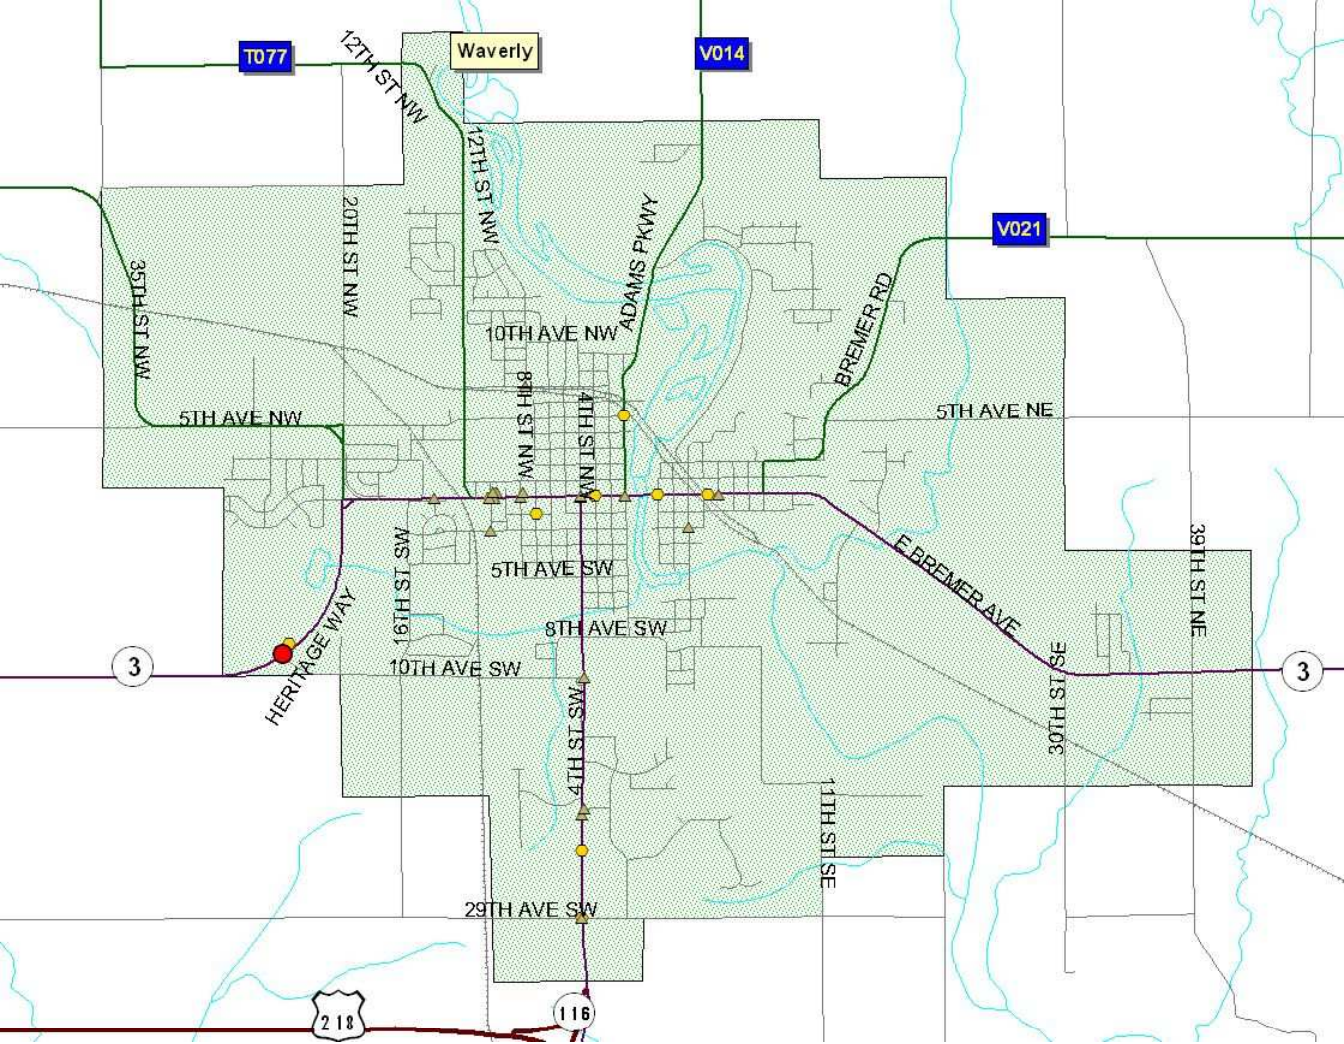 Waverly
T077
V014
12TH ST NW
12TH ST NW
20TH ST NW
ADAMS PKWY
V021
35TH ST NW
BREMER RD
10TH AVE NW
8TH ST NW
4TH ST NW
5TH AVE NW
5TH AVE NE
E BREMER AVE
39TH ST NE
16TH ST SW
5TH AVE SW
8TH AVE SW
HERITAGE WAY
10TH AVE SW
3
3
30TH ST SE
4TH ST SW
11TH ST SE
29TH AVE SW
218
116